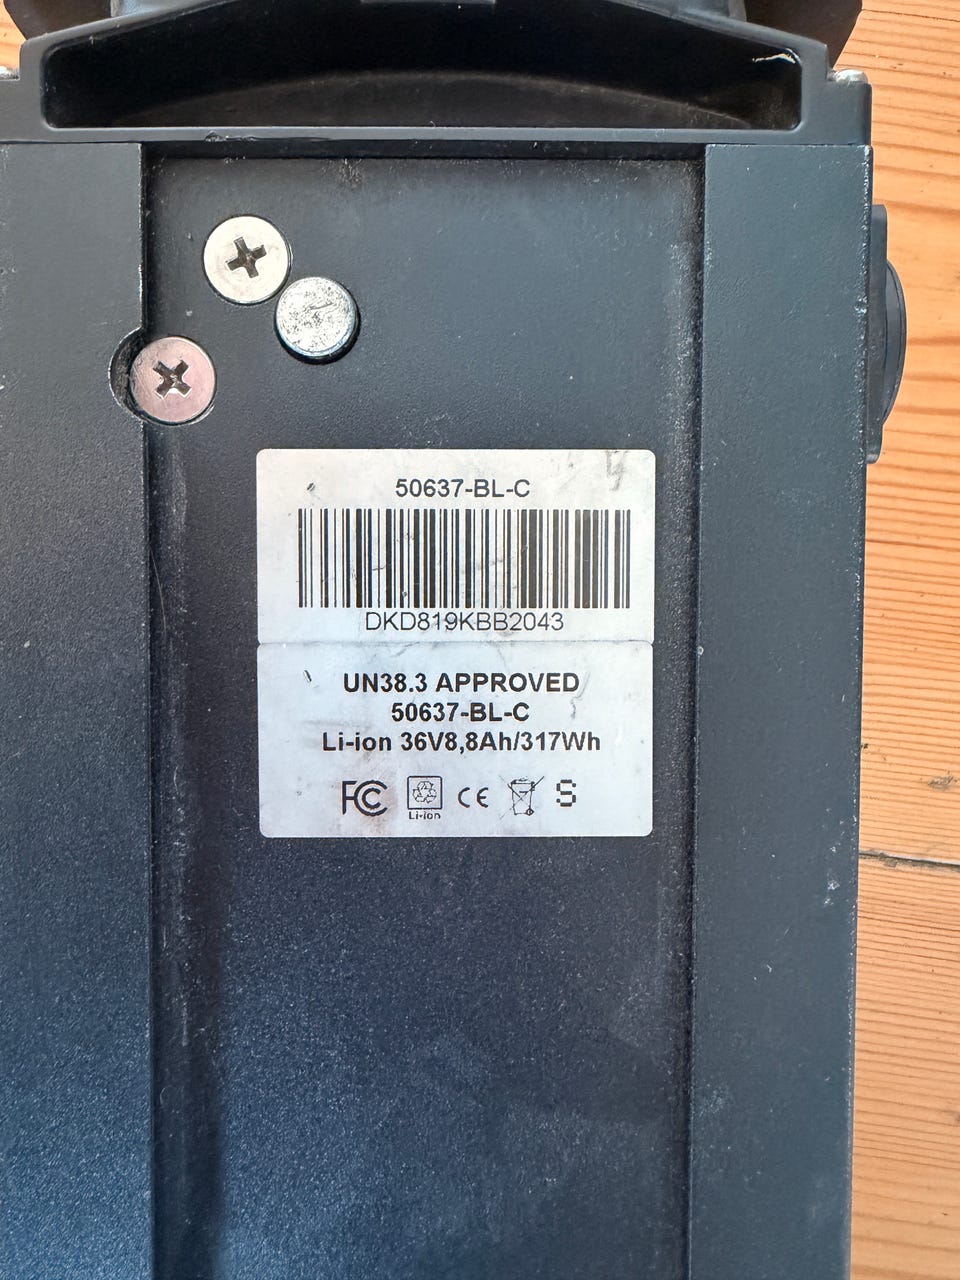 50637-BL-C
DKD819KBB2043
UN38.3 APPROVED
50637-BL-C
Li-ion 36V8,8Ah/317Wh
FC Li-ion CE S